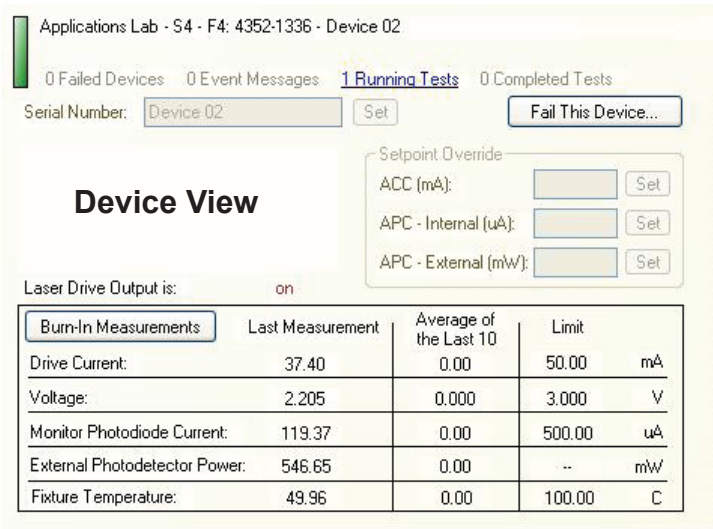 Applications Lab - S4 - F4: 4352-1336 - Device 02
0 Failed Devices 0 Event Messages 1 Running Tests 0 Completed Tests
Serial Number: Device 02 Set Fail This Device...
Setpoint Override
Device View
ACC (mA): Set
APC - Internal (uA): Set
APC - External (mW): Set
Laser Drive Output is: on
Burn-In Measurements Last Measurement Average of the Last 10 Limit
Drive Current: 37.40 0.00 50.00 mA
Voltage: 2.205 0.000 3.000 V
Monitor Photodiode Current: 119.37 0.00 500.00 uA
External Photodetector Power: 546.65 0.00 -- mW
Fixture Temperature: 49.96 0.00 100.00 C